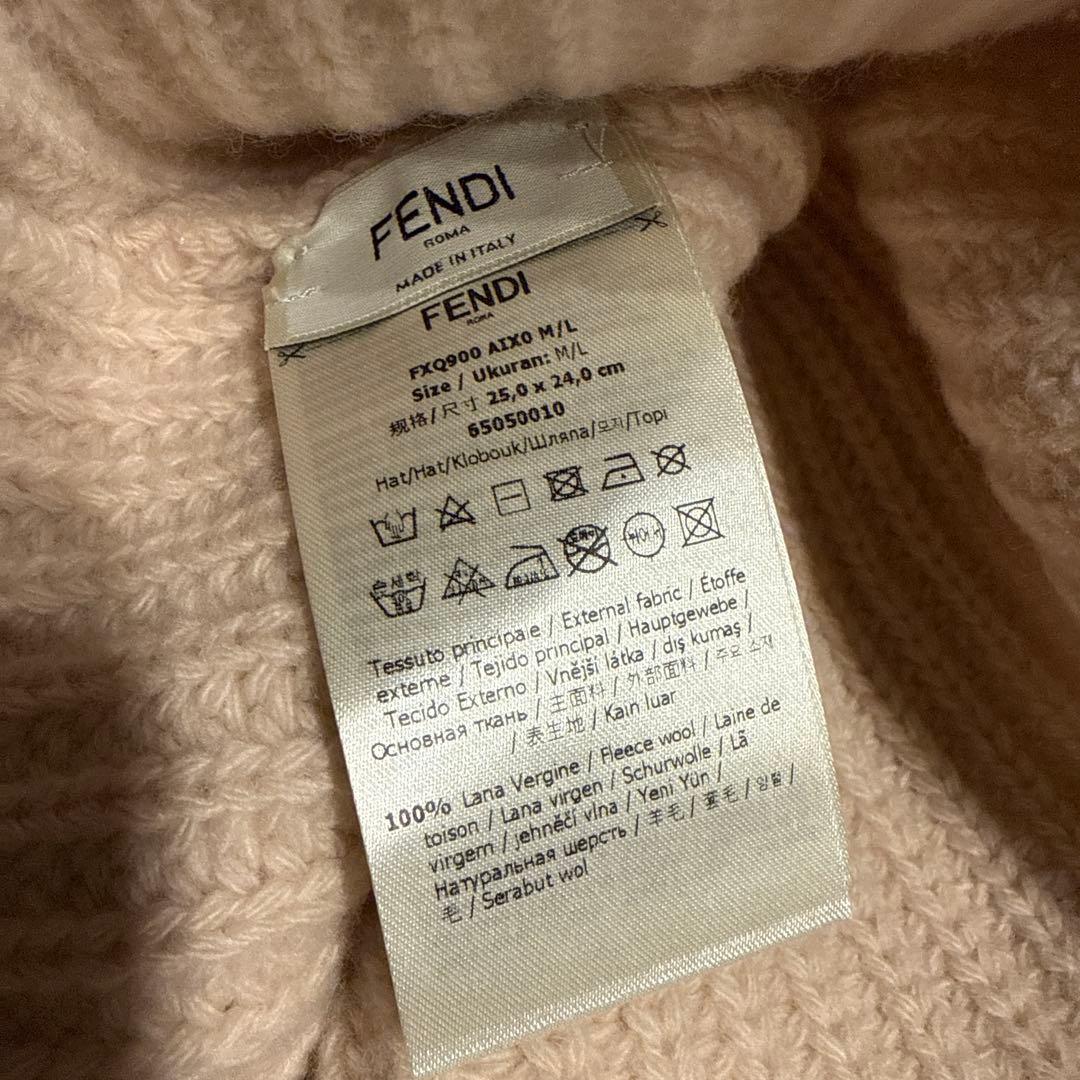 FENDI
ROMA
MADE IN ITALY
FENDI
ROMA
FXQ900 AIX0 M/L
Size / Ukuran: M/L
规格/尺寸 25,0 x 24,0 cm
65050010
Hat/Hat/Klobouk/Шляпа/모자/Topi
손세탁
Tessuto principale / External fabric / Étoffe
externe / Tejido principal / Hauptgewebe /
Tecido Externo / Vnější látka / dış kumaş /
Основная ткань / 主面料 / 外部面料 / 주요 소재
/ 表生地 / Kain luar
100% Lana Vergine / Fleece wool / Laine de
toison / Lana virgen / Schurwolle / Lã
virgem / jehněčí vlna / Yeni Yün /
Натуральная шерсть / 羊毛 / 羊毛 / 양털 /
毛 / Serabut wol